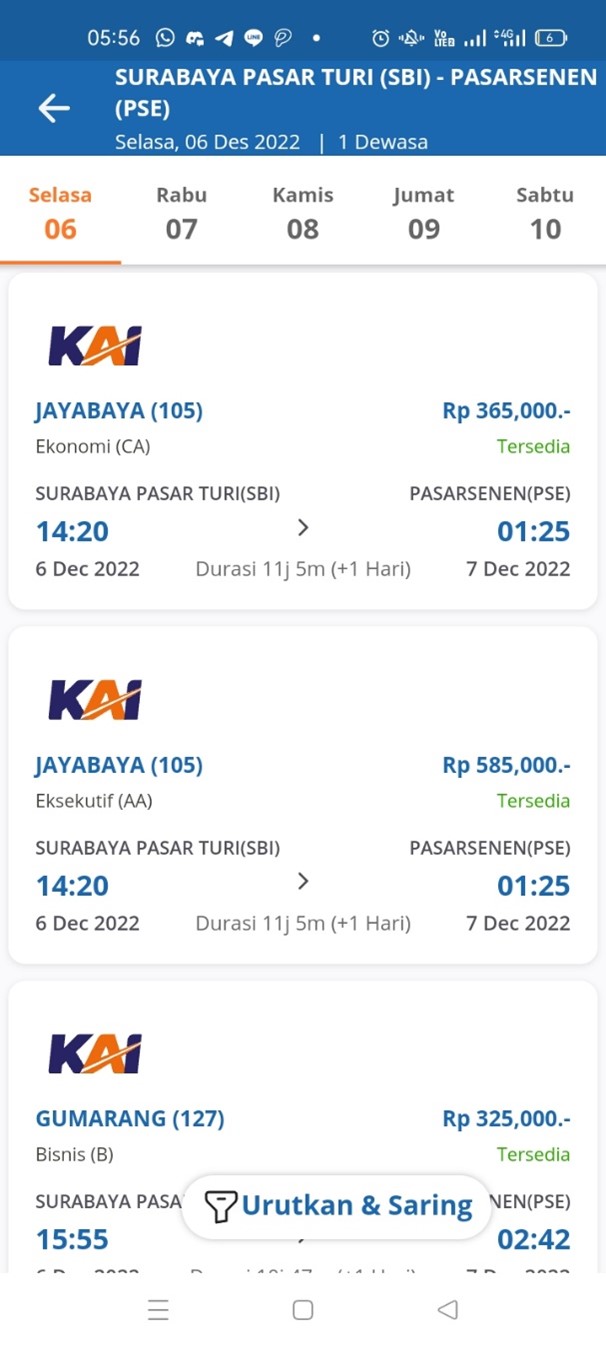 05:56
LINE
Vo LTEB
4G
6
SURABAYA PASAR TURI (SBI) - PASARSENEN (PSE)
Selasa, 06 Des 2022 | 1 Dewasa
Selasa Rabu Kamis Jumat Sabtu
06 07 08 09 10
KAI
JAYABAYA (105) Rp 365,000.-
Ekonomi (CA) Tersedia
SURABAYA PASAR TURI(SBI) PASARSENEN(PSE)
14:20 > 01:25
6 Dec 2022 Durasi 11j 5m (+1 Hari) 7 Dec 2022
KAI
JAYABAYA (105) Rp 585,000.-
Eksekutif (AA) Tersedia
SURABAYA PASAR TURI(SBI) PASARSENEN(PSE)
14:20 > 01:25
6 Dec 2022 Durasi 11j 5m (+1 Hari) 7 Dec 2022
KAI
GUMARANG (127) Rp 325,000.-
Bisnis (B) Tersedia
SURABAYA PASA NEN(PSE)
Urutkan & Saring
15:55 02:42